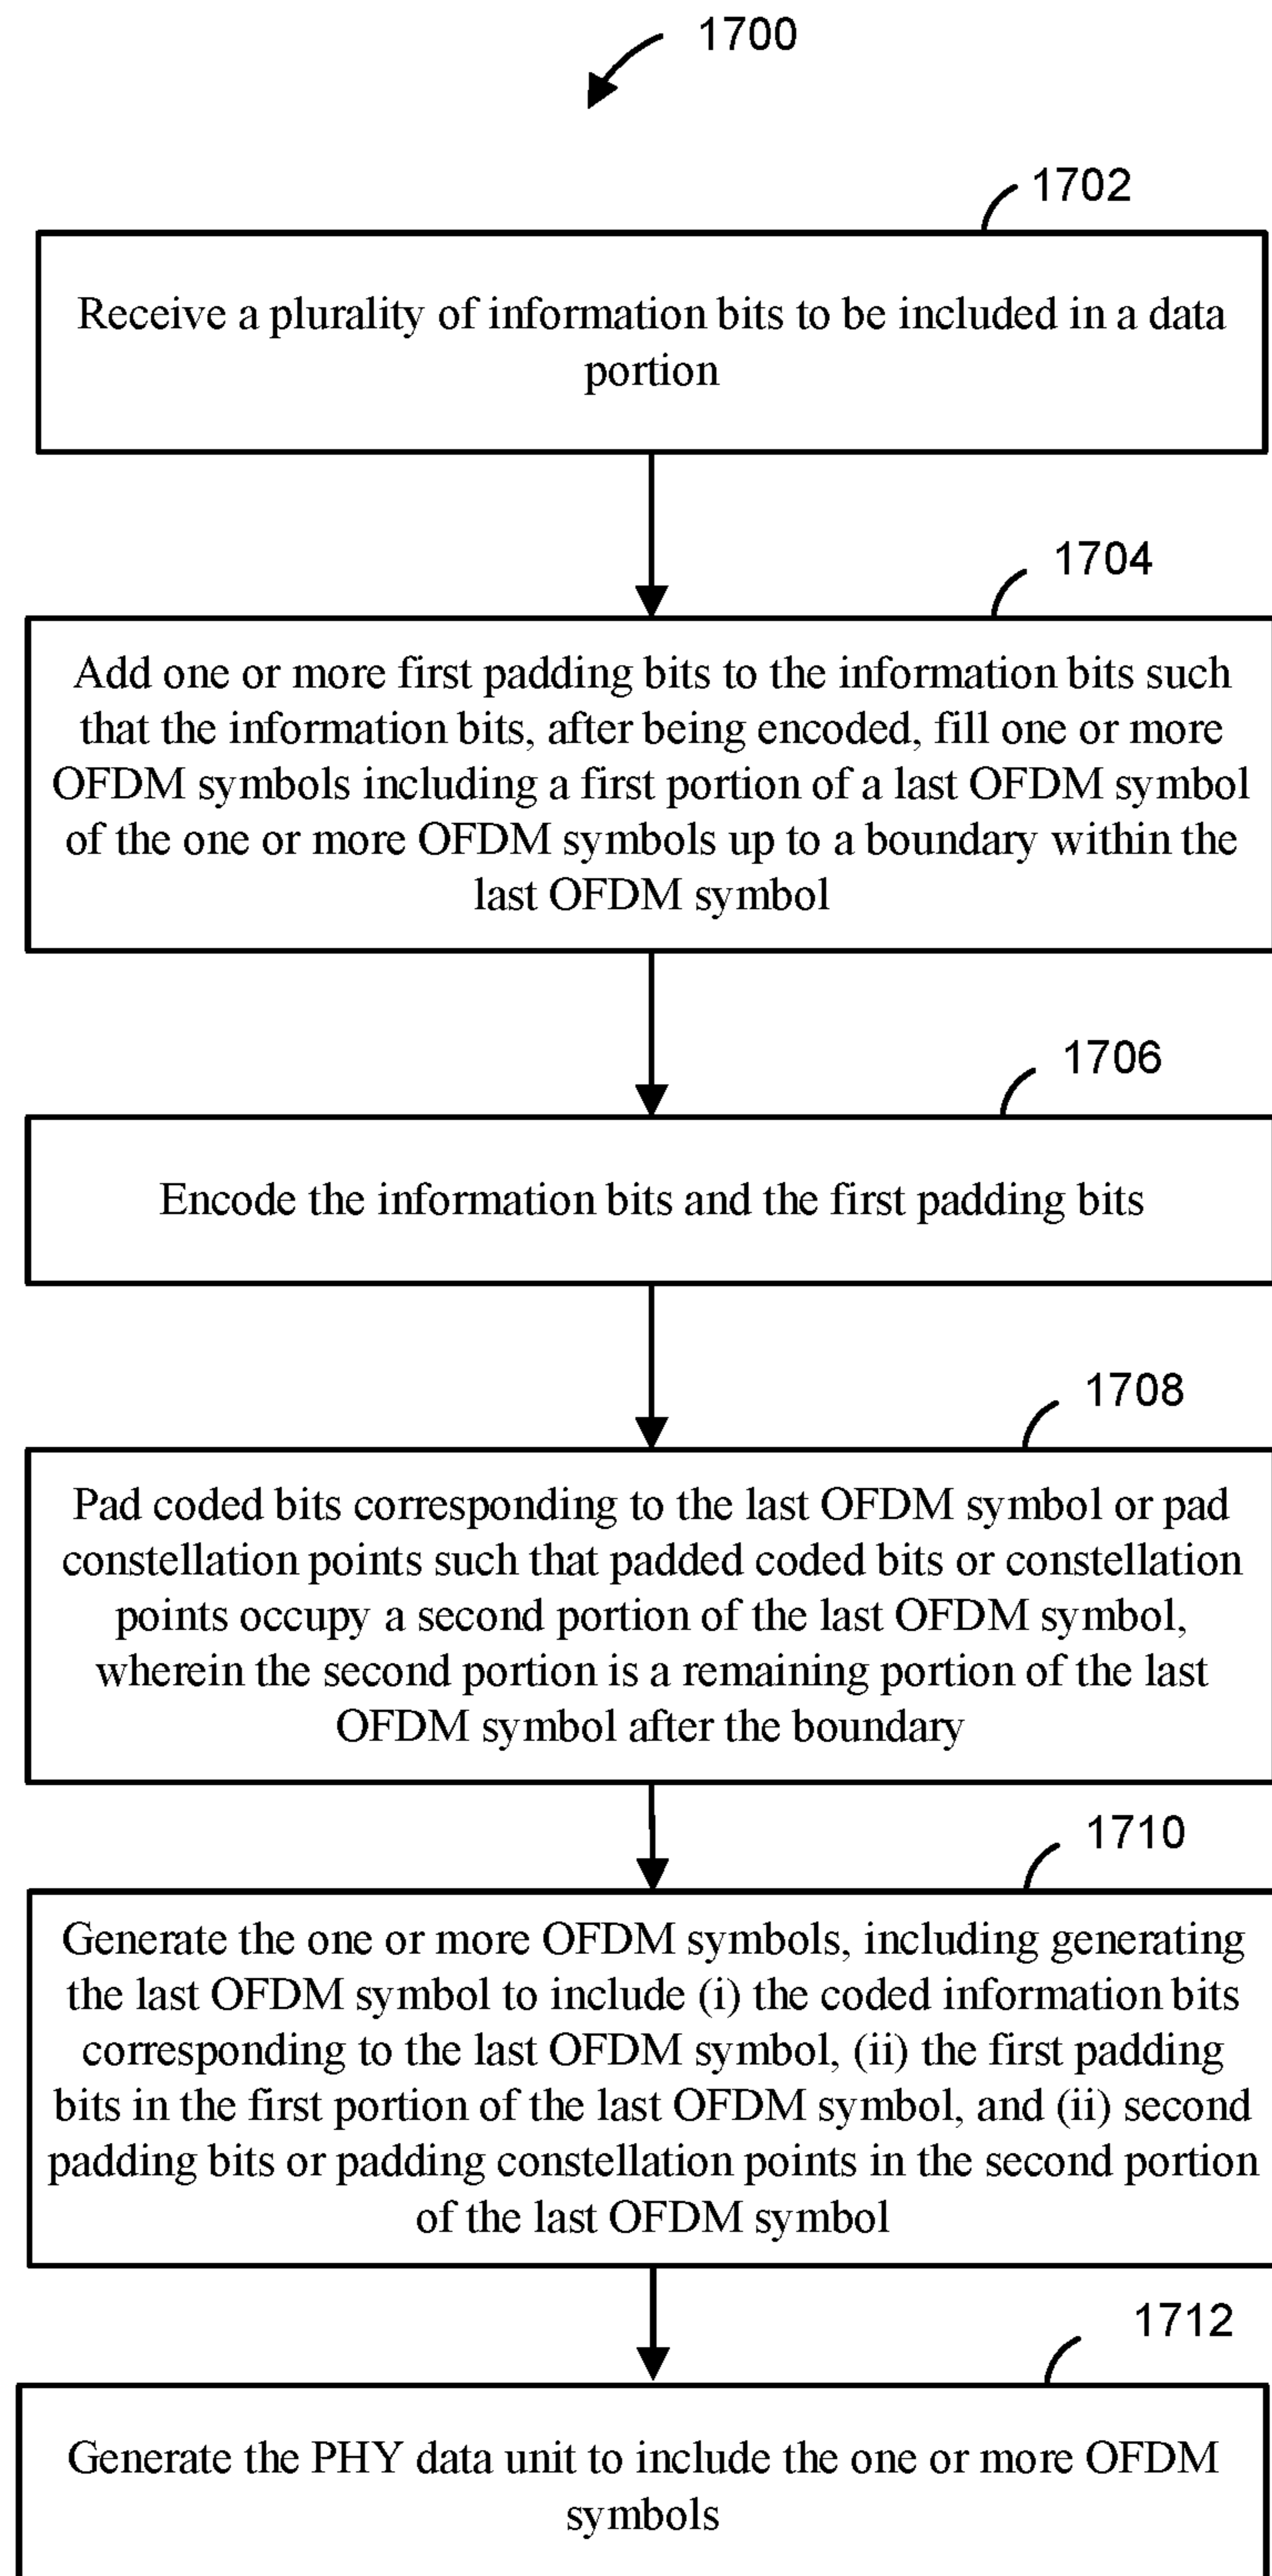 1700
1702
Receive a plurality of information bits to be included in a data
portion
1704
Add one or more first padding bits to the information bits such
that the information bits, after being encoded, fill one or more
OFDM symbols including a first portion of a last OFDM symbol
of the one or more OFDM symbols up to a boundary within the
last OFDM symbol
1706
Encode the information bits and the first padding bits
1708
Pad coded bits corresponding to the last OFDM symbol or pad
constellation points such that padded coded bits or constellation
points occupy a second portion of the last OFDM symbol,
wherein the second portion is a remaining portion of the last
OFDM symbol after the boundary
1710
Generate the one or more OFDM symbols, including generating
the last OFDM symbol to include (i) the coded information bits
corresponding to the last OFDM symbol, (ii) the first padding
bits in the first portion of the last OFDM symbol, and (ii) second
padding bits or padding constellation points in the second portion
of the last OFDM symbol
1712
Generate the PHY data unit to include the one or more OFDM
symbols